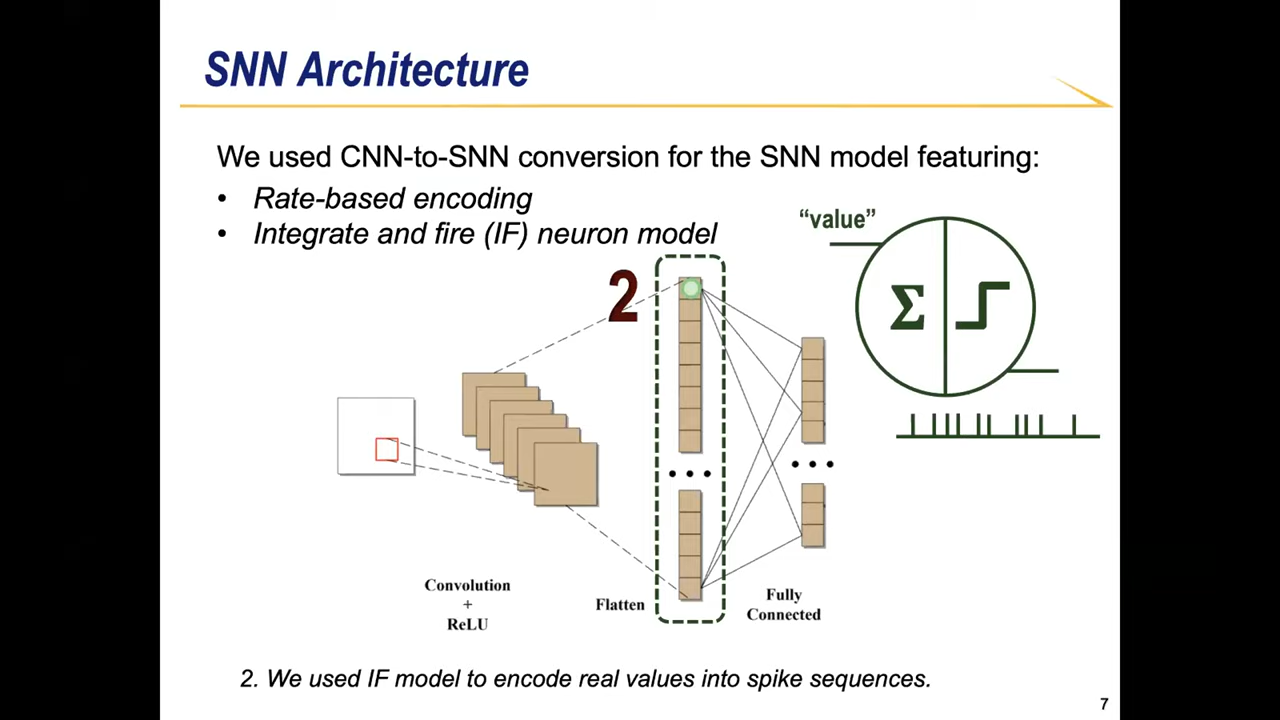 SNN Architecture
We used CNN-to-SNN conversion for the SNN model featuring:
• Rate-based encoding
• Integrate and fire (IF) neuron model
“value”
2
Σ
Convolution
+
ReLU
Flatten
Fully
Connected
2. We used IF model to encode real values into spike sequences.
7